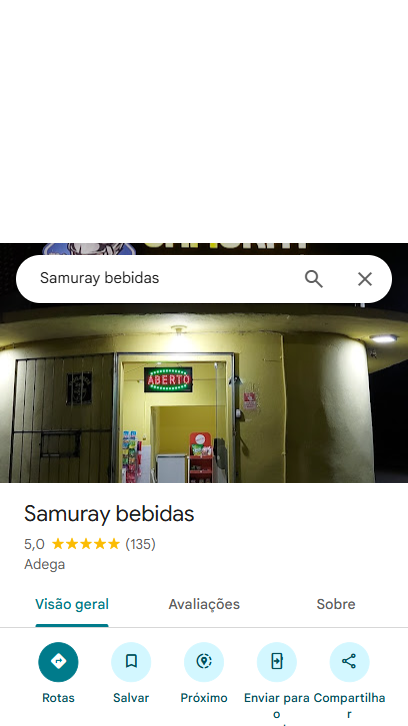 Samuray bebidas
ABERTO
Samuray bebidas
5,0 (135)
Adega
Visão geral
Avaliações
Sobre
Rotas
Salvar
Próximo
Enviar para o
Compartilhar